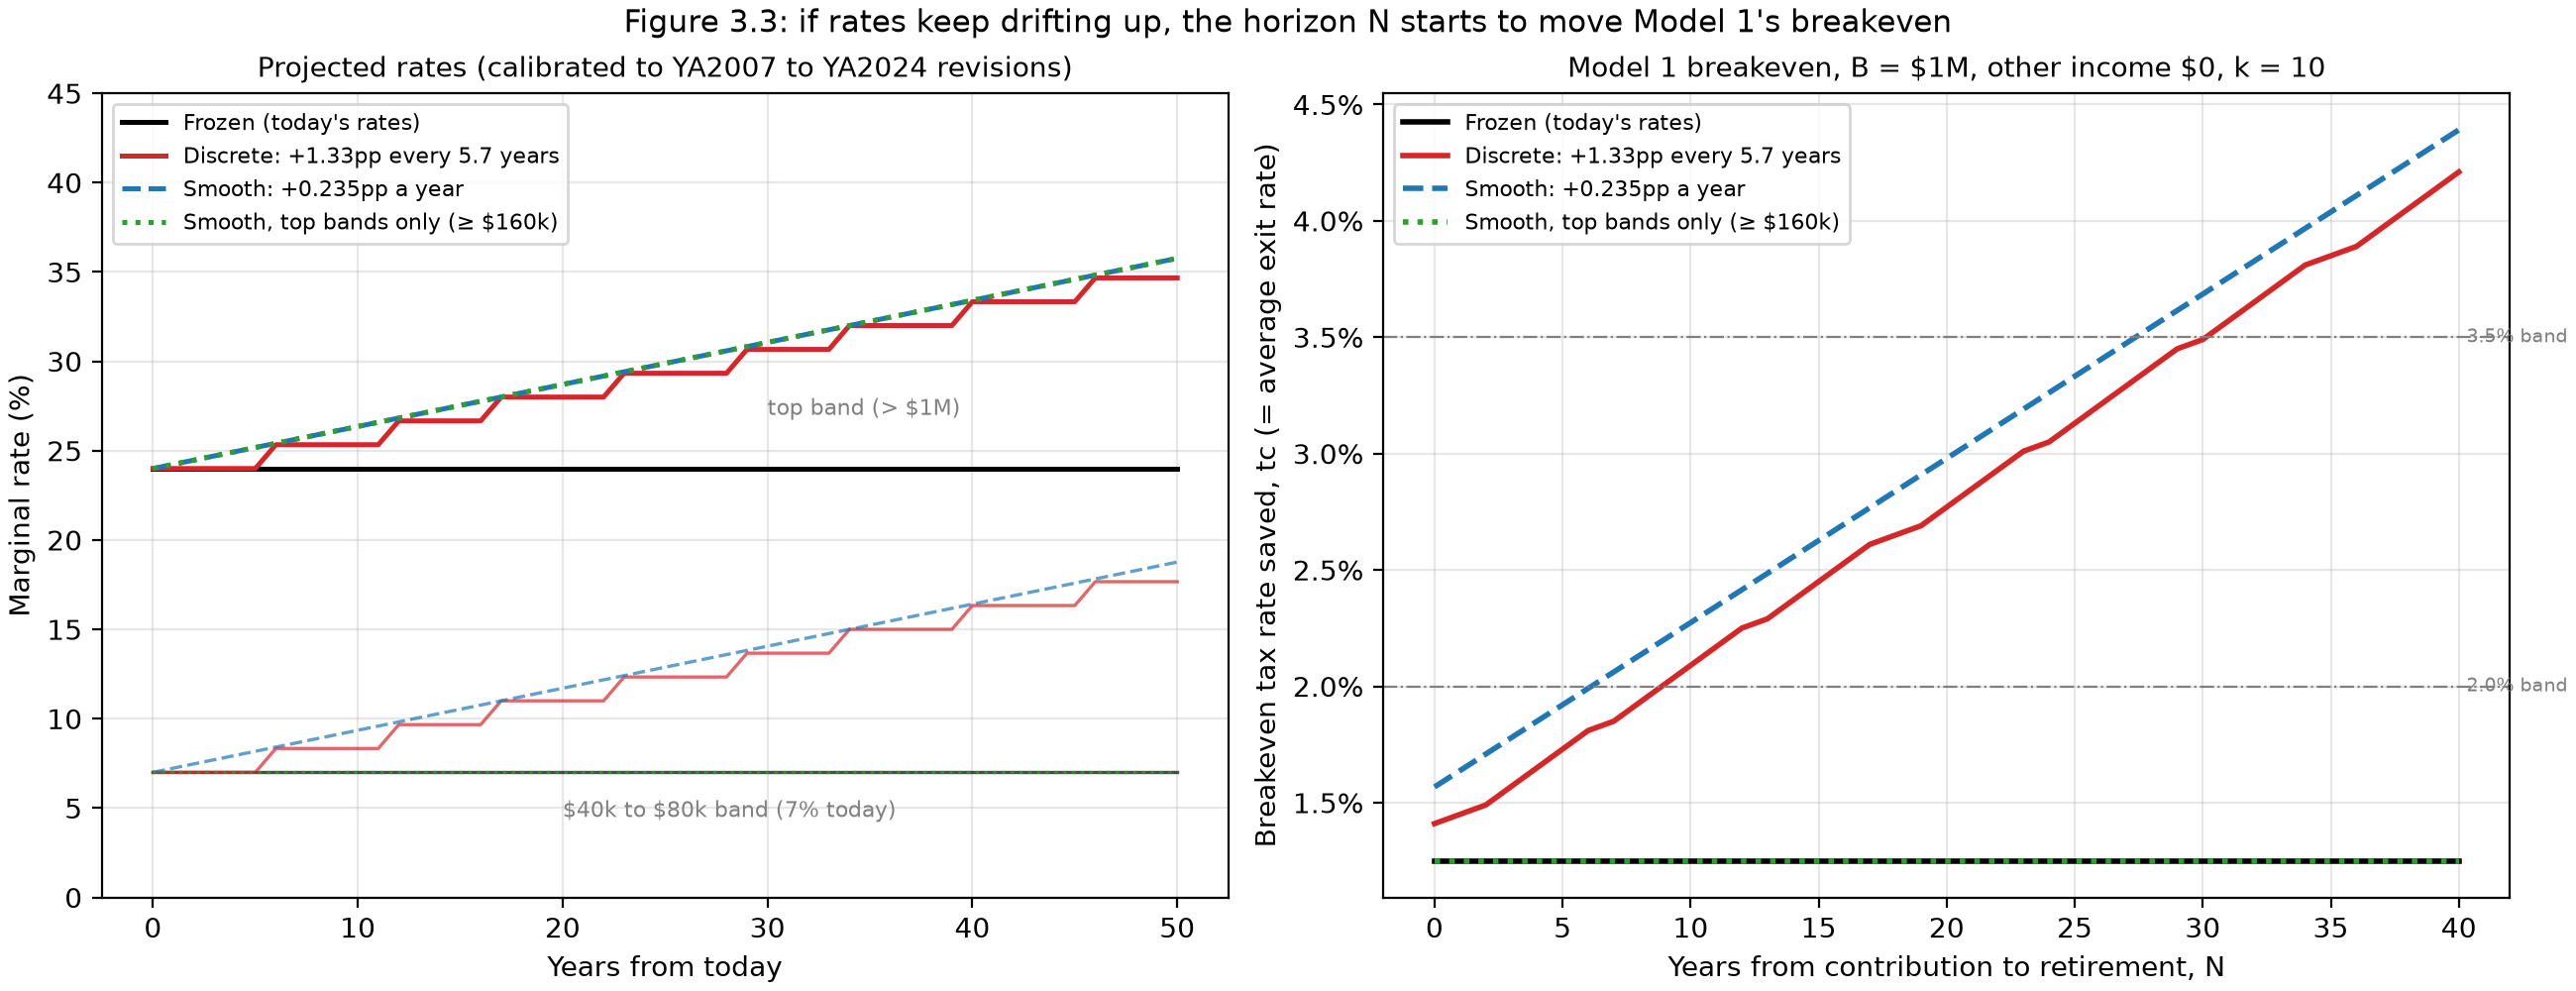 Figure 3.3: if rates keep drifting up, the horizon N starts to move Model 1's breakeven
Projected rates (calibrated to YA2007 to YA2024 revisions)
45
40
35
30
25
20
15
10
5
0
Marginal rate (%)
Frozen (today's rates)
Discrete: +1.33pp every 5.7 years
Smooth: +0.235pp a year
Smooth, top bands only (≥ $160k)
top band (> $1M)
$40k to $80k band (7% today)
0 10 20 30 40 50
Years from today
Model 1 breakeven, B = $1M, other income $0, k = 10
4.5%
4.0%
3.5%
3.0%
2.5%
2.0%
1.5%
Breakeven tax rate saved, tc (= average exit rate)
Frozen (today's rates)
Discrete: +1.33pp every 5.7 years
Smooth: +0.235pp a year
Smooth, top bands only (≥ $160k)
3.5% band
2.0% band
0 5 10 15 20 25 30 35 40
Years from contribution to retirement, N